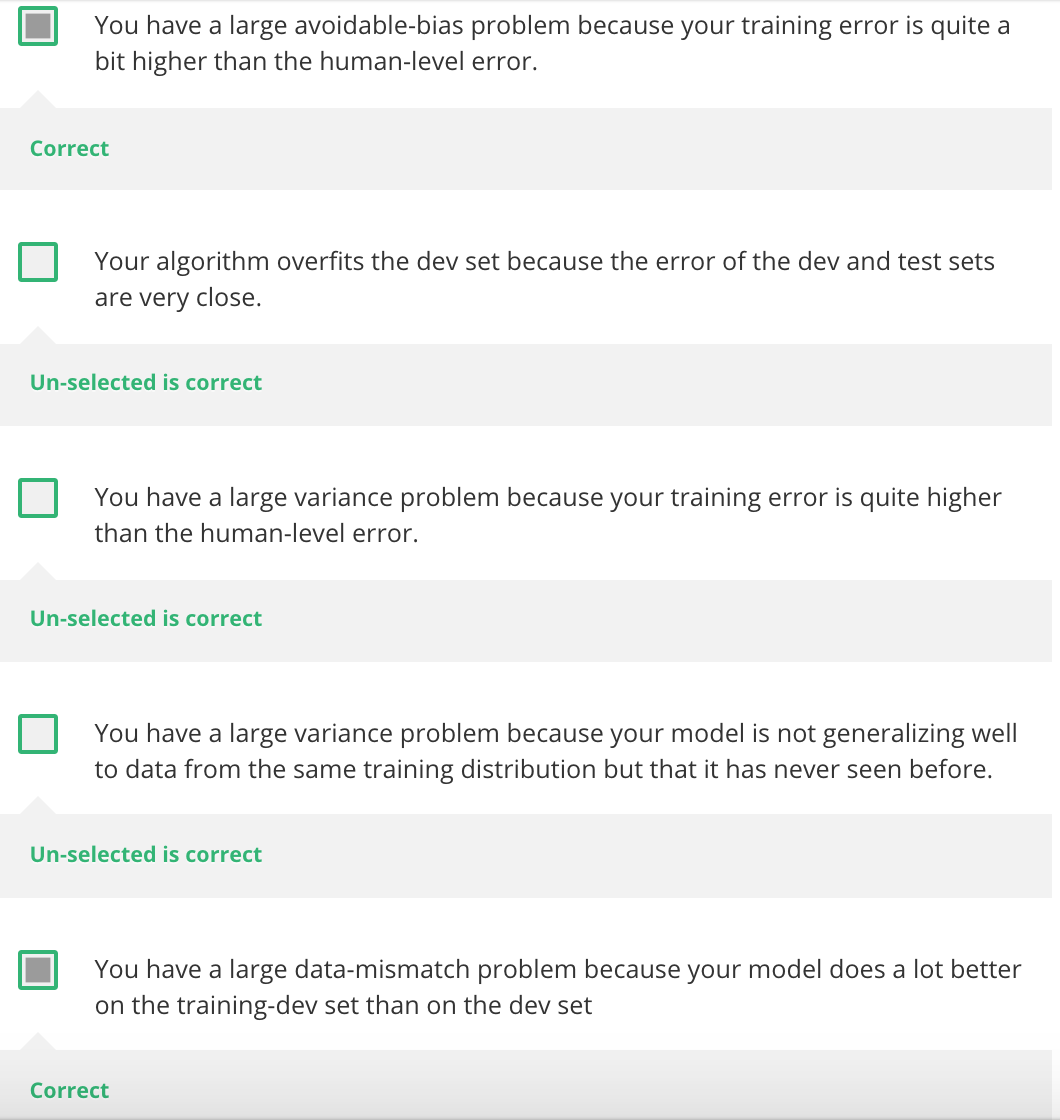 You have a large avoidable-bias problem because your training error is quite a
bit higher than the human-level error.
Correct
Your algorithm overfits the dev set because the error of the dev and test sets
are very close.
Un-selected is correct
You have a large variance problem because your training error is quite higher
than the human-level error.
Un-selected is correct
You have a large variance problem because your model is not generalizing well
to data from the same training distribution but that it has never seen before.
Un-selected is correct
You have a large data-mismatch problem because your model does a lot better
on the training-dev set than on the dev set
Correct